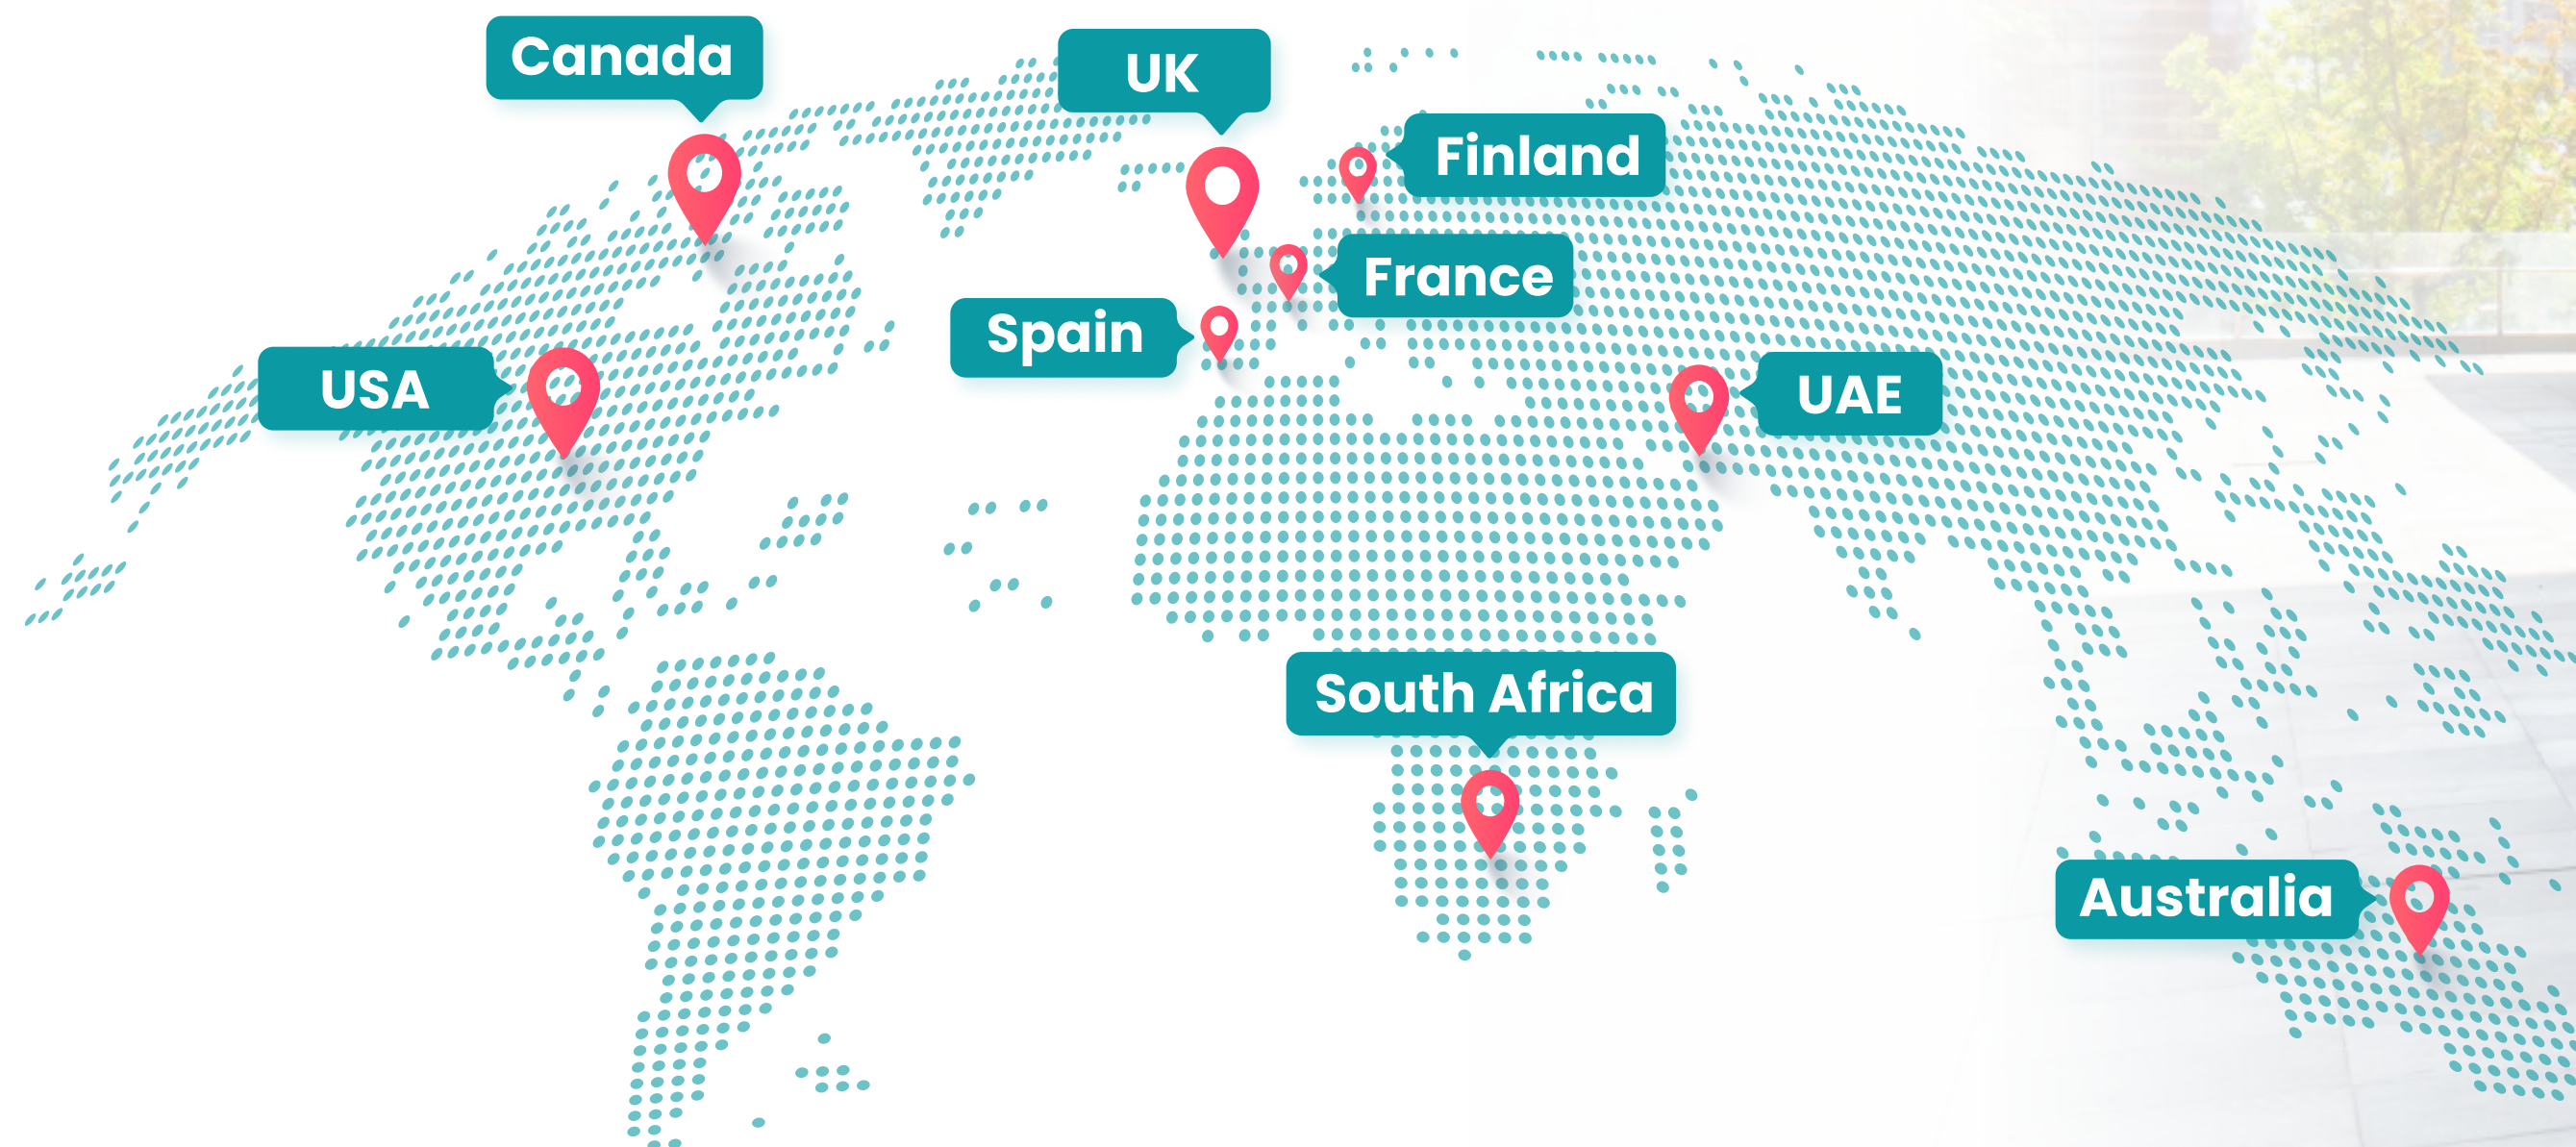 Canada
UK
Finland
France
Spain
USA
UAE
South Africa
Australia